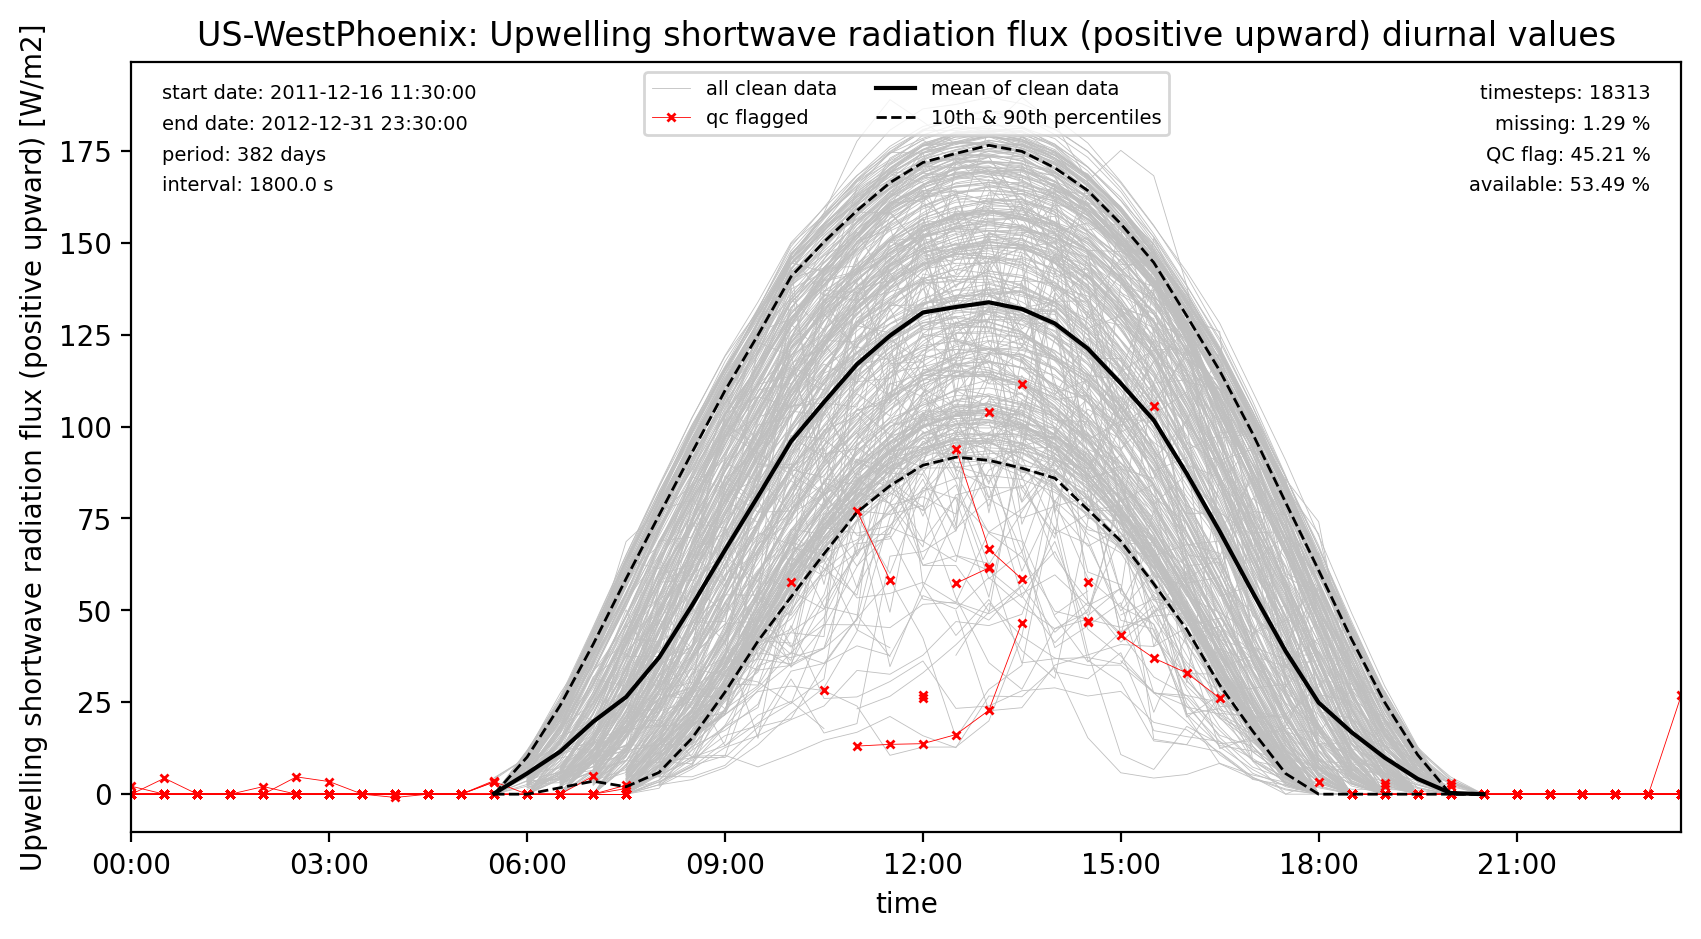 US-WestPhoenix: Upwelling shortwave radiation flux (positive upward) diurnal values
Upwelling shortwave radiation flux (positive upward) [W/m2]
start date: 2011-12-16 11:30:00
end date: 2012-12-31 23:30:00
period: 382 days
interval: 1800.0 s
all clean data
qc flagged
mean of clean data
10th & 90th percentiles
timesteps: 18313
missing: 1.29 %
QC flag: 45.21 %
available: 53.49 %
175
150
125
100
75
50
25
0
00:00 03:00 06:00 09:00 12:00 15:00 18:00 21:00
time